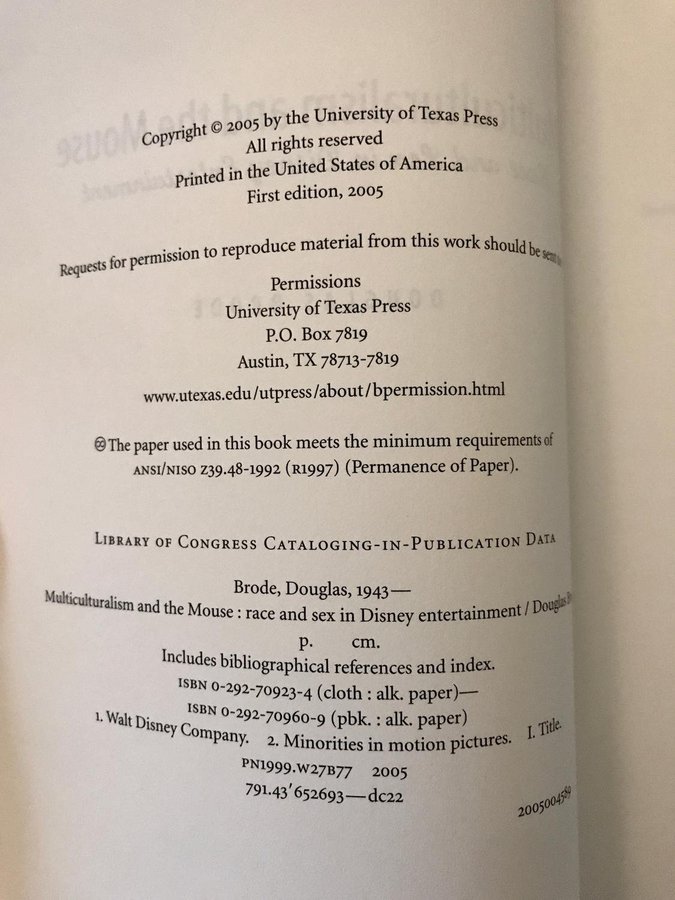 Copyright © 2005 by the University of Texas Press
All rights reserved
Printed in the United States of America
First edition, 2005
Requests for permission to reproduce material from this work should be sent to
Permissions
University of Texas Press
P.O. Box 7819
Austin, TX 78713-7819
www.utexas.edu/utpress/about/bpermission.html
♾The paper used in this book meets the minimum requirements of
ANSI/NISO Z39.48-1992 (R1997) (Permanence of Paper).
Library of Congress Cataloging-in-Publication Data
Brode, Douglas, 1943—
Multiculturalism and the Mouse : race and sex in Disney entertainment / Douglas
p. cm.
Includes bibliographical references and index.
ISBN 0-292-70923-4 (cloth : alk. paper)—
ISBN 0-292-70960-9 (pbk. : alk. paper)
1. Walt Disney Company. 2. Minorities in motion pictures. I. Title.
PN1999.W27B77 2005
791.43′652693—dc22
2005004589